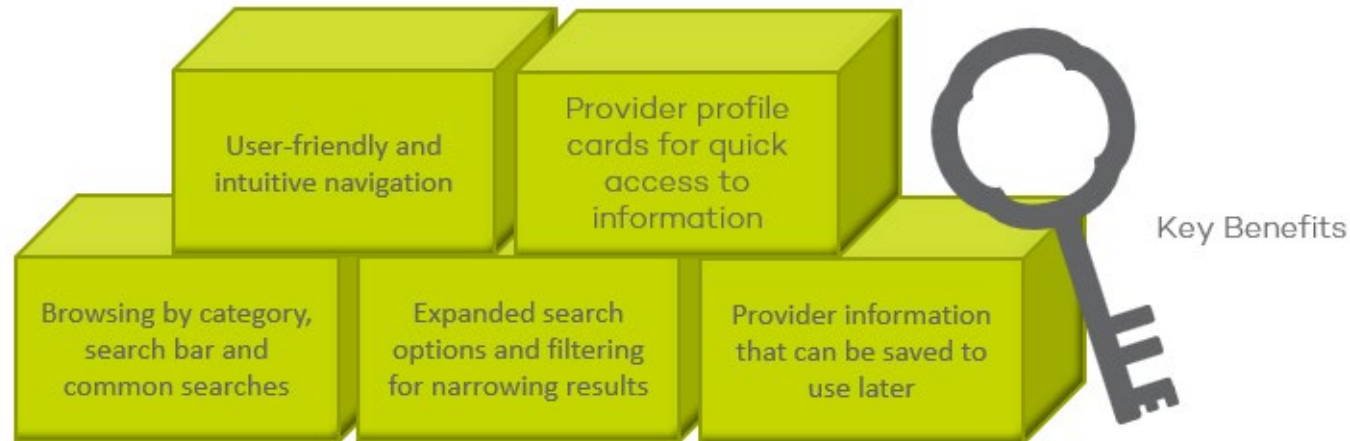 User-friendly and
intuitive navigation
Provider profile
cards for quick
access to
information
Key Benefits
Browsing by category,
search bar and
common searches
Expanded search
options and filtering
for narrowing results
Provider information
that can be saved to
use later